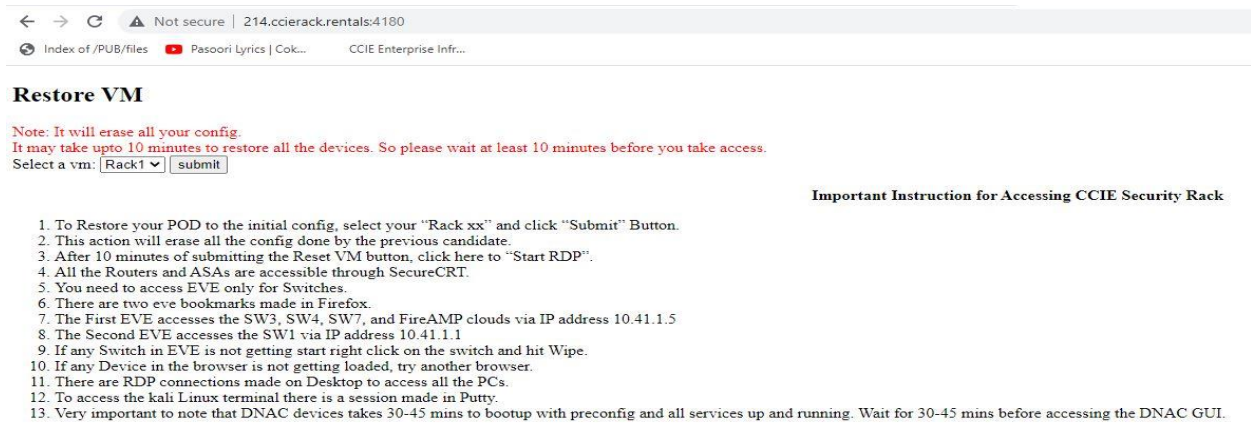 Not secure | 214.ccierack.rentals:4180
Index of /PUB/files Pasoori Lyrics | Cok... CCIE Enterprise Infr...
Restore VM
Note: It will erase all your config.
It may take upto 10 minutes to restore all the devices. So please wait at least 10 minutes before you take access.
Select a vm: Rack1 submit
Important Instruction for Accessing CCIE Security Rack
1. To Restore your POD to the initial config, select your “Rack xx” and click “Submit” Button.
2. This action will erase all the config done by the previous candidate.
3. After 10 minutes of submitting the Reset VM button, click here to “Start RDP”.
4. All the Routers and ASAs are accessible through SecureCRT.
5. You need to access EVE only for Switches.
6. There are two eve bookmarks made in Firefox.
7. The First EVE accesses the SW3, SW4, SW7, and FireAMP clouds via IP address 10.41.1.5
8. The Second EVE accesses the SW1 via IP address 10.41.1.1
9. If any Switch in EVE is not getting start right click on the switch and hit Wipe.
10. If any Device in the browser is not getting loaded, try another browser.
11. There are RDP connections made on Desktop to access all the PCs.
12. To access the kali Linux terminal there is a session made in Putty.
13. Very important to note that DNAC devices takes 30-45 mins to bootup with preconfig and all services up and running. Wait for 30-45 mins before accessing the DNAC GUI.